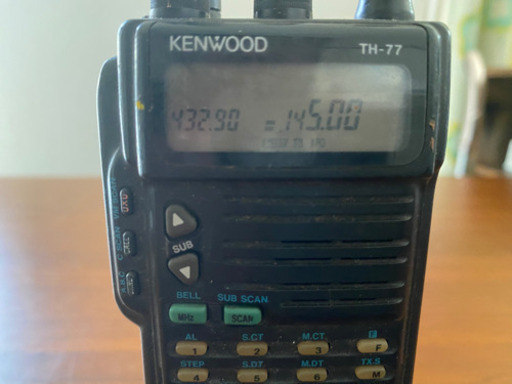 KENWOOD TH-77
432.90 145.00
SUB
BELL SUB SCAN
MHz SCAN
AL S.CT M.CT
1 2 3 F
STEP S.D7 M.DT TX.S
4 5 6 M